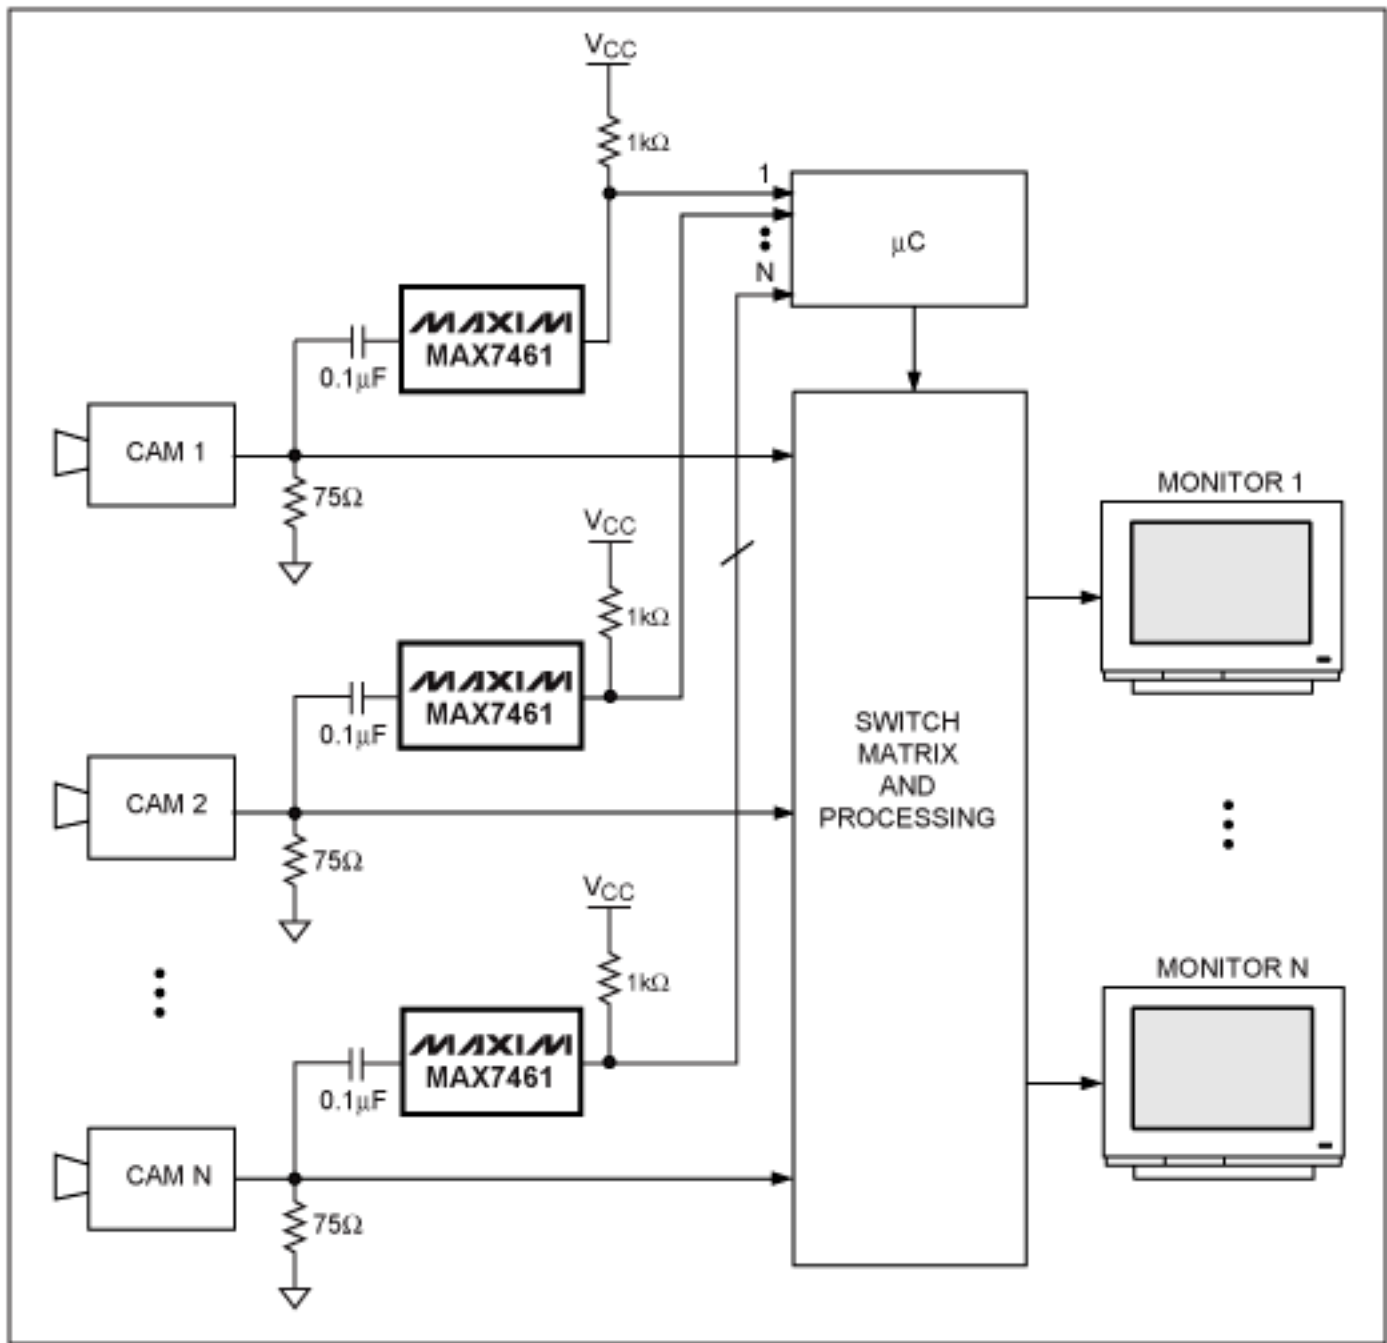 VCC
1kΩ
1
µC
N
MAXIM
MAX7461
0.1µF
CAM 1
75Ω
MONITOR 1
VCC
1kΩ
MAXIM
MAX7461
0.1µF
SWITCH
MATRIX
AND
PROCESSING
CAM 2
75Ω
VCC
1kΩ
MONITOR N
MAXIM
MAX7461
0.1µF
CAM N
75Ω